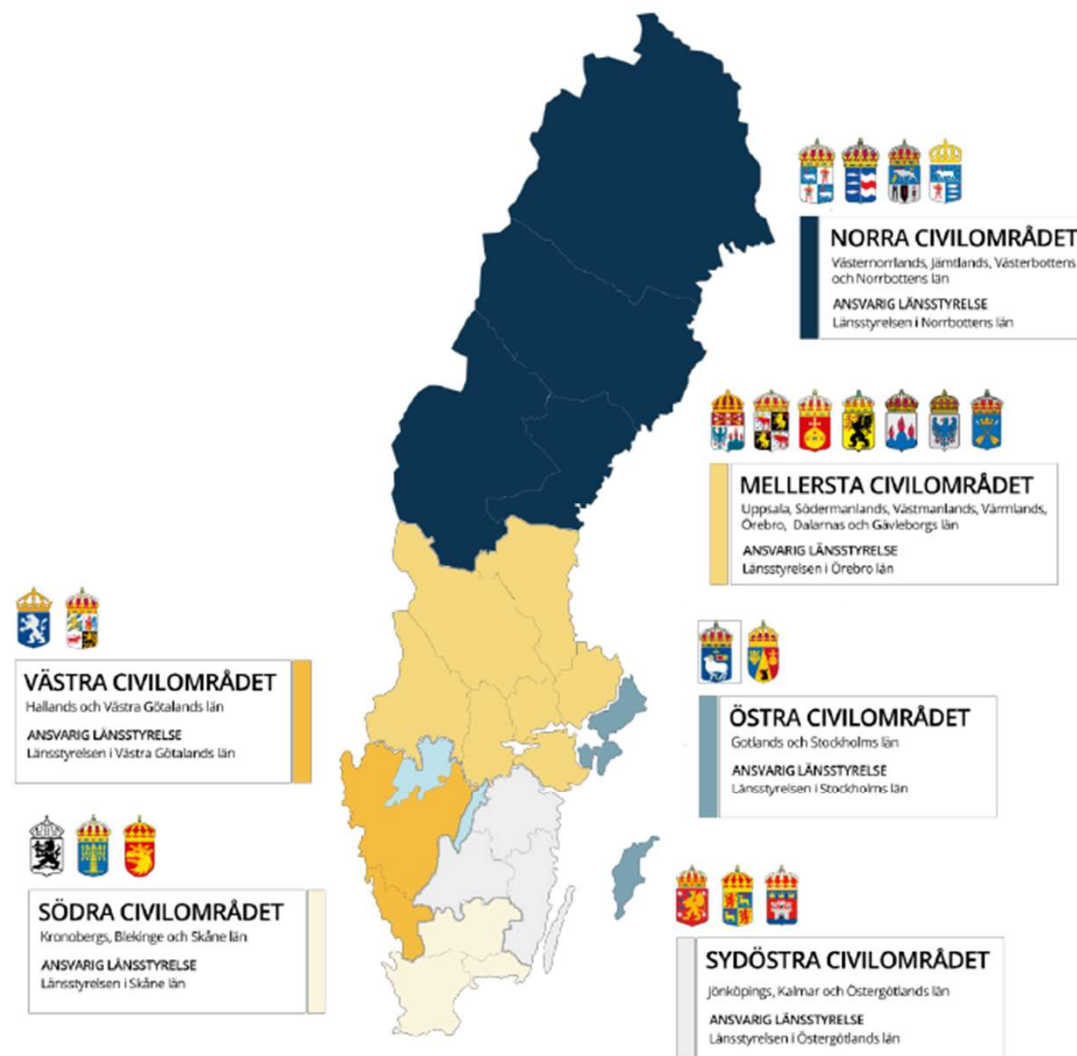 NORRA CIVILOMRÅDET
Västernorrlands, Jämtlands, Västerbottens
och Norrbottens län
ANSVARIG LÄNSSTYRELSE
Länsstyrelsen i Norrbottens län
MELLERSTA CIVILOMRÅDET
Uppsala, Södermanlands, Västmanlands, Värmlands,
Örebro, Dalarnas och Gävleborgs län
ANSVARIG LÄNSSTYRELSE
Länsstyrelsen i Örebro län
VÄSTRA CIVILOMRÅDET
Hallands och Västra Götalands län
ANSVARIG LÄNSSTYRELSE
Länsstyrelsen i Västra Götalands län
ÖSTRA CIVILOMRÅDET
Gotlands och Stockholms län
ANSVARIG LÄNSSTYRELSE
Länsstyrelsen i Stockholms län
SÖDRA CIVILOMRÅDET
Kronobergs, Blekinge och Skåne län
ANSVARIG LÄNSSTYRELSE
Länsstyrelsen i Skåne län
SYDÖSTRA CIVILOMRÅDET
Jönköpings, Kalmar och Östergötlands län
ANSVARIG LÄNSSTYRELSE
Länsstyrelsen i Östergötlands län